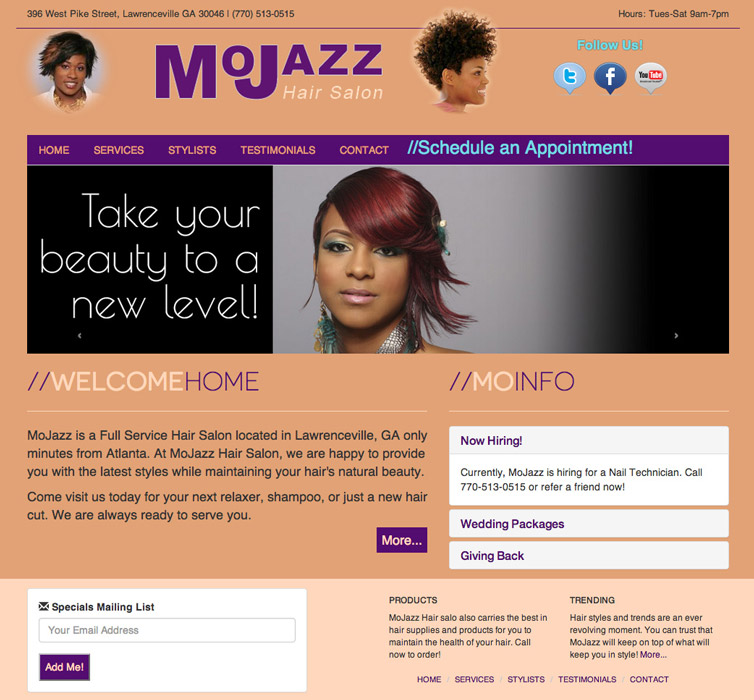 396 West Pike Street, Lawrenceville GA 30046 | (770) 513-0515
Hours: Tues-Sat 9am-7pm
MOJAZZ
Hair Salon
Follow Us!
You Tube
HOME SERVICES STYLISTS TESTIMONIALS CONTACT //Schedule an Appointment!
Take your
beauty to a
new level!
//WELCOMEHOME
MoJazz is a Full Service Hair Salon located in Lawrenceville, GA only
minutes from Atlanta. At MoJazz Hair Salon, we are happy to provide
you with the latest styles while maintaining your hair's natural beauty.
Come visit us today for your next relaxer, shampoo, or just a new hair
cut. We are always ready to serve you.
More...
//MOINFO
Now Hiring!
Currently, MoJazz is hiring for a Nail Technician. Call
770-513-0515 or refer a friend now!
Wedding Packages
Giving Back
Specials Mailing List
Your Email Address
Add Me!
PRODUCTS
MoJazz Hair salo also carries the best in
hair supplies and products for you to
maintain the health of your hair. Call
now to order!
TRENDING
Hair styles and trends are an ever
revolving moment. You can trust that
MoJazz will keep on top of what will
keep you in style! More...
HOME / SERVICES / STYLISTS / TESTIMONIALS / CONTACT